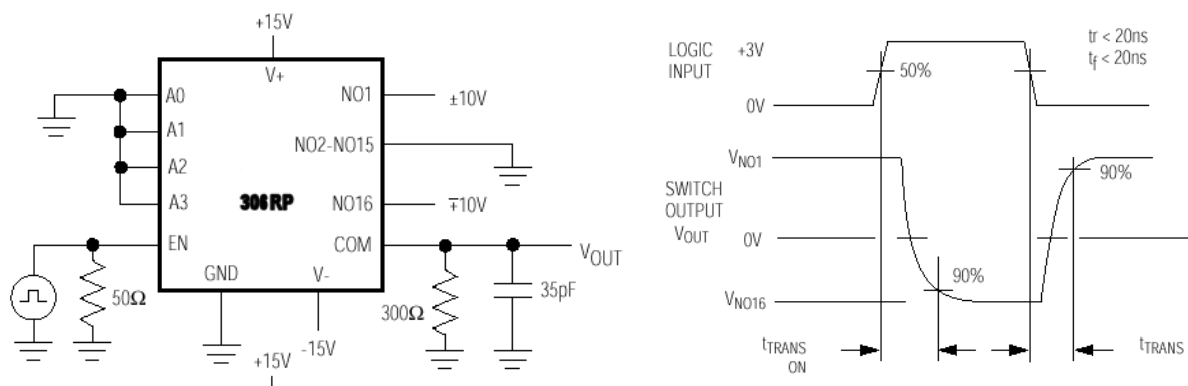 +15V
V+
A0
A1
A2
A3
EN
NO1
±10V
NO2-NO15
306RP
NO16
∓10V
COM
VOUT
GND
V-
50Ω
300Ω
35pF
-15V
+15V
LOGIC
INPUT
+3V
50%
tr < 20ns
tf < 20ns
0V
VNO1
90%
SWITCH
OUTPUT
VOUT
0V
90%
VNO16
tTRANS
ON
tTRANS